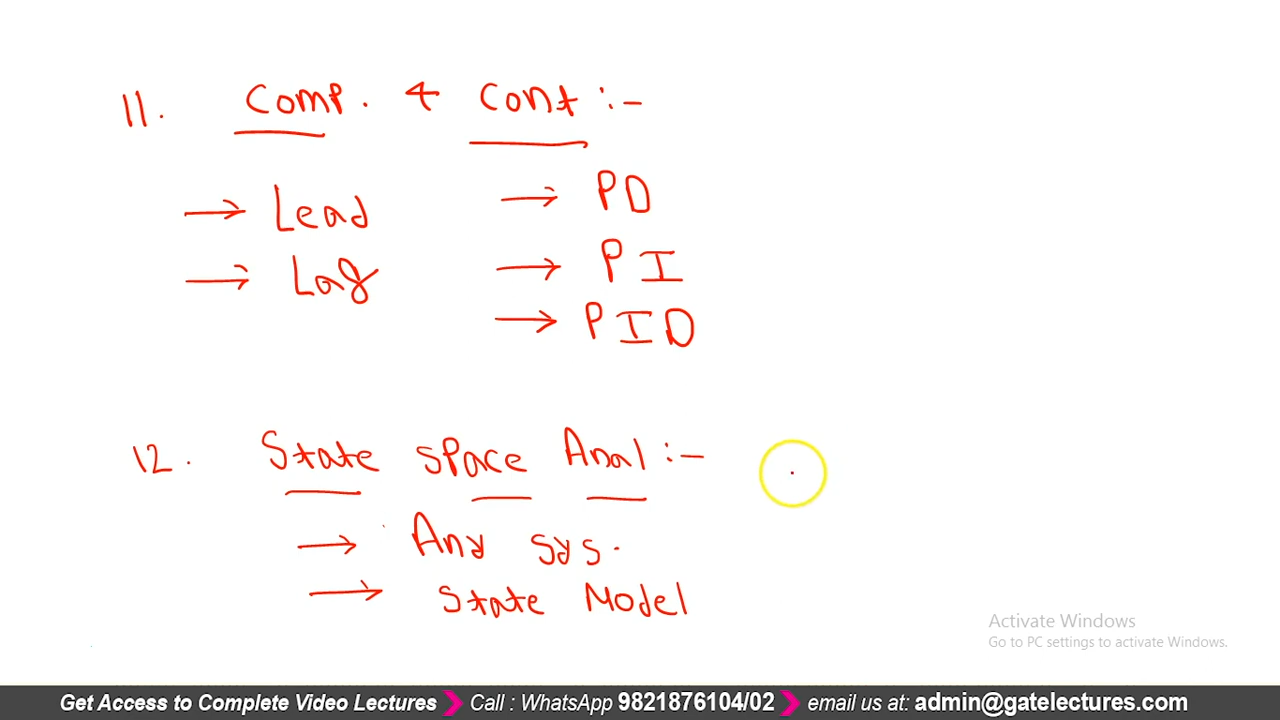 11. Comp. & Cont :-
→ Lead
→ Lag
→ PD
→ PI
→ PID
12. State space Anal :-
→ Any sys.
→ State Model
Activate Windows
Go to PC settings to activate Windows.
Get Access to Complete Video Lectures Call : WhatsApp 9821876104/02 email us at: admin@gatelectures.com